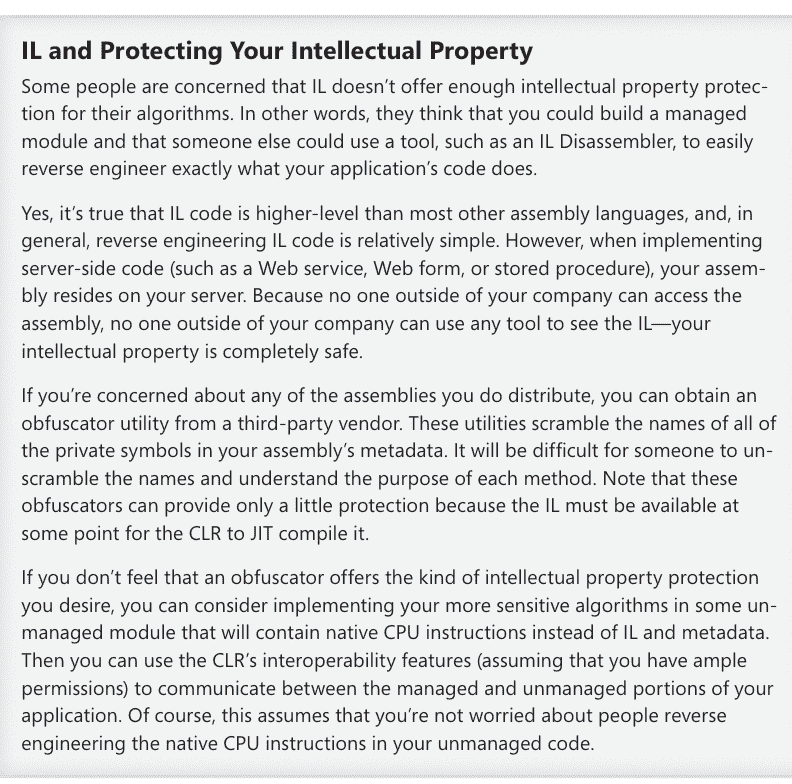 IL and Protecting Your Intellectual Property
Some people are concerned that IL doesn’t offer enough intellectual property protec-
tion for their algorithms. In other words, they think that you could build a managed
module and that someone else could use a tool, such as an IL Disassembler, to easily
reverse engineer exactly what your application’s code does.
Yes, it’s true that IL code is higher-level than most other assembly languages, and, in
general, reverse engineering IL code is relatively simple. However, when implementing
server-side code (such as a Web service, Web form, or stored procedure), your assem-
bly resides on your server. Because no one outside of your company can access the
assembly, no one outside of your company can use any tool to see the IL—your
intellectual property is completely safe.
If you’re concerned about any of the assemblies you do distribute, you can obtain an
obfuscator utility from a third-party vendor. These utilities scramble the names of all of
the private symbols in your assembly’s metadata. It will be difficult for someone to un-
scramble the names and understand the purpose of each method. Note that these
obfuscators can provide only a little protection because the IL must be available at
some point for the CLR to JIT compile it.
If you don’t feel that an obfuscator offers the kind of intellectual property protection
you desire, you can consider implementing your more sensitive algorithms in some un-
managed module that will contain native CPU instructions instead of IL and metadata.
Then you can use the CLR’s interoperability features (assuming that you have ample
permissions) to communicate between the managed and unmanaged portions of your
application. Of course, this assumes that you’re not worried about people reverse
engineering the native CPU instructions in your unmanaged code.